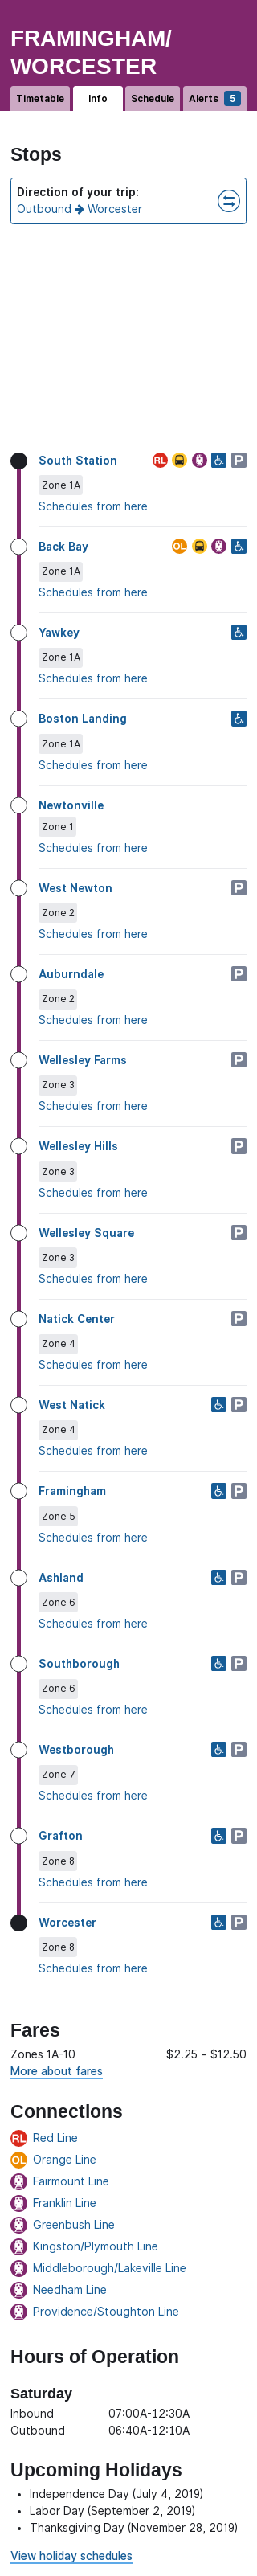 FRAMINGHAM/
WORCESTER
Timetable Info Schedule Alerts 5
Stops
Direction of your trip:
Outbound → Worcester
South Station RL P
Zone 1A
Schedules from here
Back Bay OL
Zone 1A
Schedules from here
Yawkey
Zone 1A
Schedules from here
Boston Landing
Zone 1A
Schedules from here
Newtonville
Zone 1
Schedules from here
West Newton P
Zone 2
Schedules from here
Auburndale P
Zone 2
Schedules from here
Wellesley Farms P
Zone 3
Schedules from here
Wellesley Hills P
Zone 3
Schedules from here
Wellesley Square P
Zone 3
Schedules from here
Natick Center P
Zone 4
Schedules from here
West Natick P
Zone 4
Schedules from here
Framingham P
Zone 5
Schedules from here
Ashland P
Zone 6
Schedules from here
Southborough P
Zone 6
Schedules from here
Westborough P
Zone 7
Schedules from here
Grafton P
Zone 8
Schedules from here
Worcester P
Zone 8
Schedules from here
Fares
Zones 1A-10 $2.25 – $12.50
More about fares
Connections
RL Red Line
OL Orange Line
Fairmount Line
Franklin Line
Greenbush Line
Kingston/Plymouth Line
Middleborough/Lakeville Line
Needham Line
Providence/Stoughton Line
Hours of Operation
Saturday
Inbound 07:00A-12:30A
Outbound 06:40A-12:10A
Upcoming Holidays
• Independence Day (July 4, 2019)
• Labor Day (September 2, 2019)
• Thanksgiving Day (November 28, 2019)
View holiday schedules